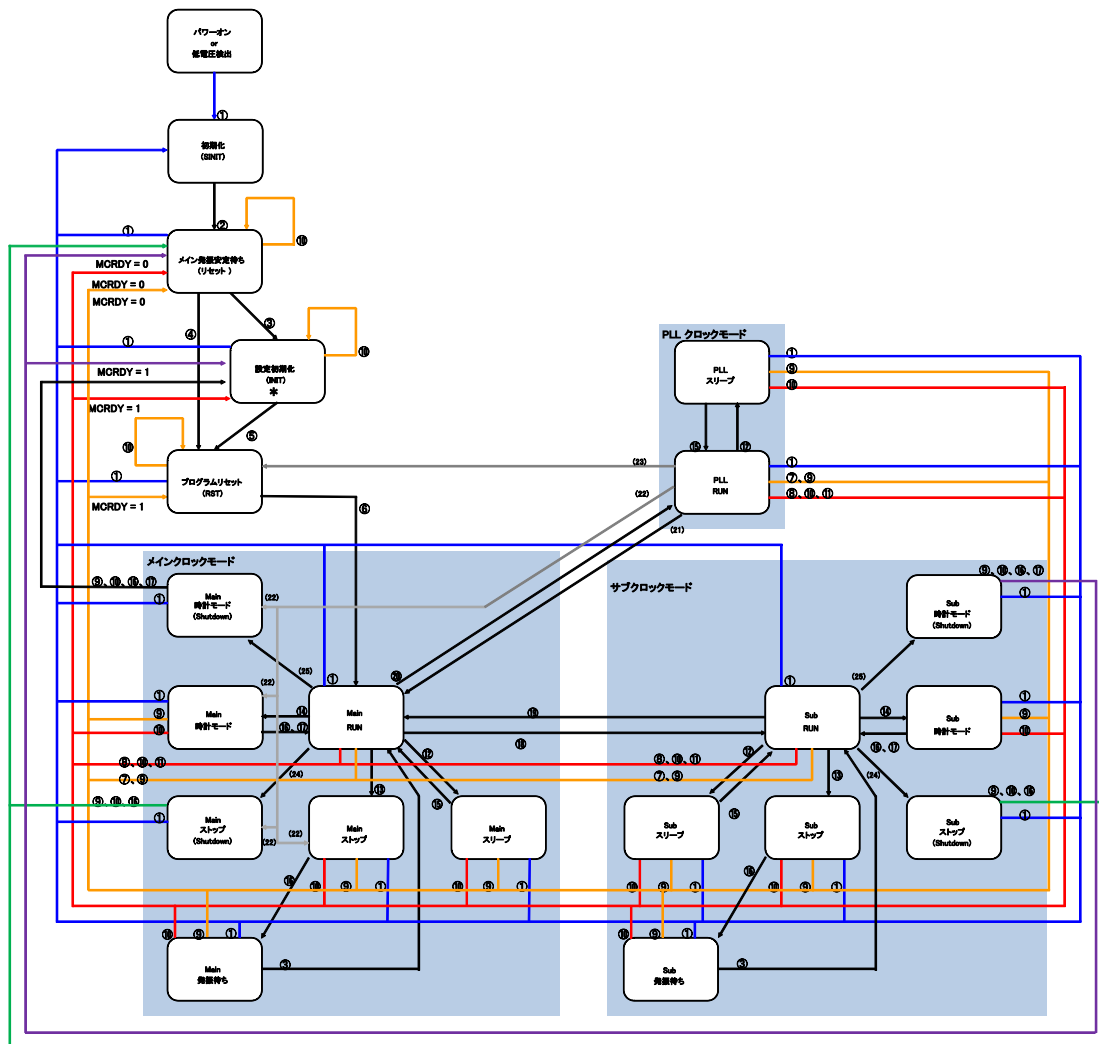 パワーオン
or
低電圧検出
①
初期化
(SINIT)
②
①
⑩
メイン発振安定待ち
(リセット )
MCRDY = 0
MCRDY = 0
MCRDY = 0
④
③
①
⑩
設定初期化
(INIT)
*
MCRDY = 1
MCRDY = 1
⑤
⑩
①
プログラムリセット
(RST)
MCRDY = 1
⑥
PLL クロックモード
PLL
スリープ
①
⑨
⑩
⑮
⑰
(23)
(22)
PLL
RUN
①
⑦、⑨
⑧、⑩、⑪
(21)
メインクロックモード
⑨、⑩、⑯、⑰
①
Main
時計モード
(Shutdown)
(22)
(25)
①
⑳
①
⑨
⑩
Main
時計モード
(22)
⑭
⑯、⑰
Main
RUN
⑧、⑩、⑪
⑦、⑨
(24)
⑬
⑫
⑮
⑨、⑩、⑯
①
Main
ストップ
(Shutdown)
(22)
(22)
Main
ストップ
Main
スリープ
⑯
⑩
⑨
①
⑩
⑨
①
⑩
⑨
①
Main
発振待ち
③
サブクロックモード
⑨、⑩、⑯、⑰
①
Sub
時計モード
(Shutdown)
(25)
①
Sub
RUN
⑭
⑯、⑰
Sub
時計モード
①
⑨
⑩
⑧、⑩、⑪
⑦、⑨
⑫
⑮
⑬
(24)
⑨、⑩、⑯
①
Sub
スリープ
Sub
ストップ
Sub
ストップ
(Shutdown)
⑩
⑨
①
⑯
⑩
⑨
①
⑩
⑨
①
Sub
発振待ち
③